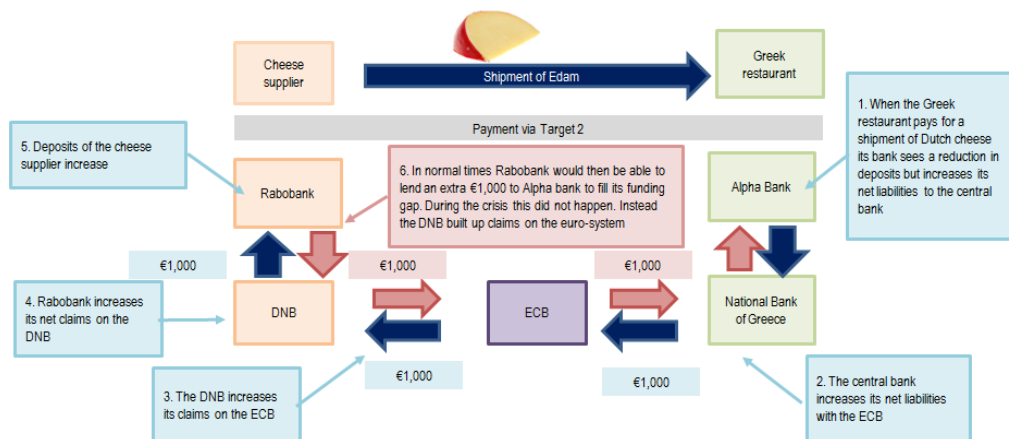 Cheese
supplier
Shipment of Edam
Greek
restaurant
Payment via Target 2
1. When the Greek
restaurant pays for a
shipment of Dutch cheese
its bank sees a reduction in
deposits but increases its
net liabilities to the central
bank
5. Deposits of the cheese
supplier increase
Rabobank
6. In normal times Rabobank would then be able to
lend an extra €1,000 to Alpha bank to fill its funding
gap. During the crisis this did not happen. Instead
the DNB built up claims on the euro-system
Alpha Bank
€1,000
€1,000
€1,000
4. Rabobank increases
its net claims on the
DNB
DNB
ECB
National Bank
of Greece
€1,000
€1,000
3. The DNB increases
its claims on the ECB
2. The central bank
increases its net liabilities
with the ECB